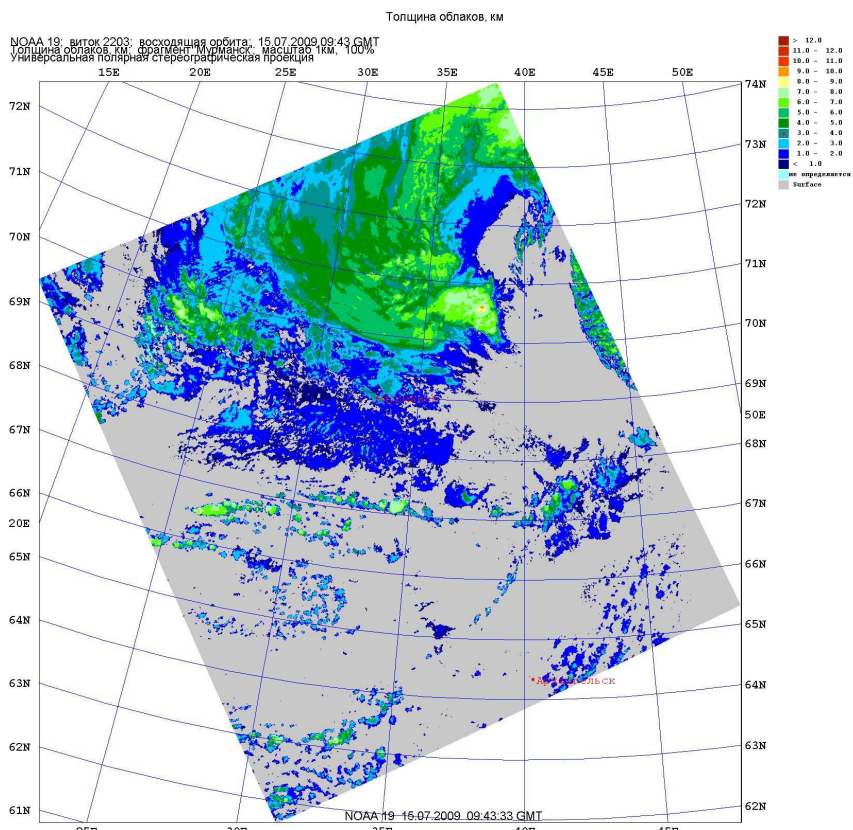 Толщина облаков, км
NOAA 19; виток 2203; восходящая орбита; 15.07.2009 09:43 GMT
Толщина облаков, км; фрагмент "Мурманск; масштаб 1км, 100%
Универсальная полярная стереографическая проекция
15E 20E 25E 30E 35E 40E 45E 50E
> 12.0
11.0 - 12.0
10.0 - 11.0
9.0 - 10.0
8.0 - 9.0
7.0 - 8.0
6.0 - 7.0
5.0 - 6.0
4.0 - 5.0
3.0 - 4.0
2.0 - 3.0
1.0 - 2.0
< 1.0
не определяется
Surface
74N
72N
73N
71N
72N
70N
71N
69N
70N
68N
69N
50E
67N
68N
66N
67N
20E
65N
66N
64N
65N
Архангельск
63N
64N
62N
63N
61N
62N
NOAA 19 15.07.2009 09:43:33 GMT
25E 30E 35E 40E 45E